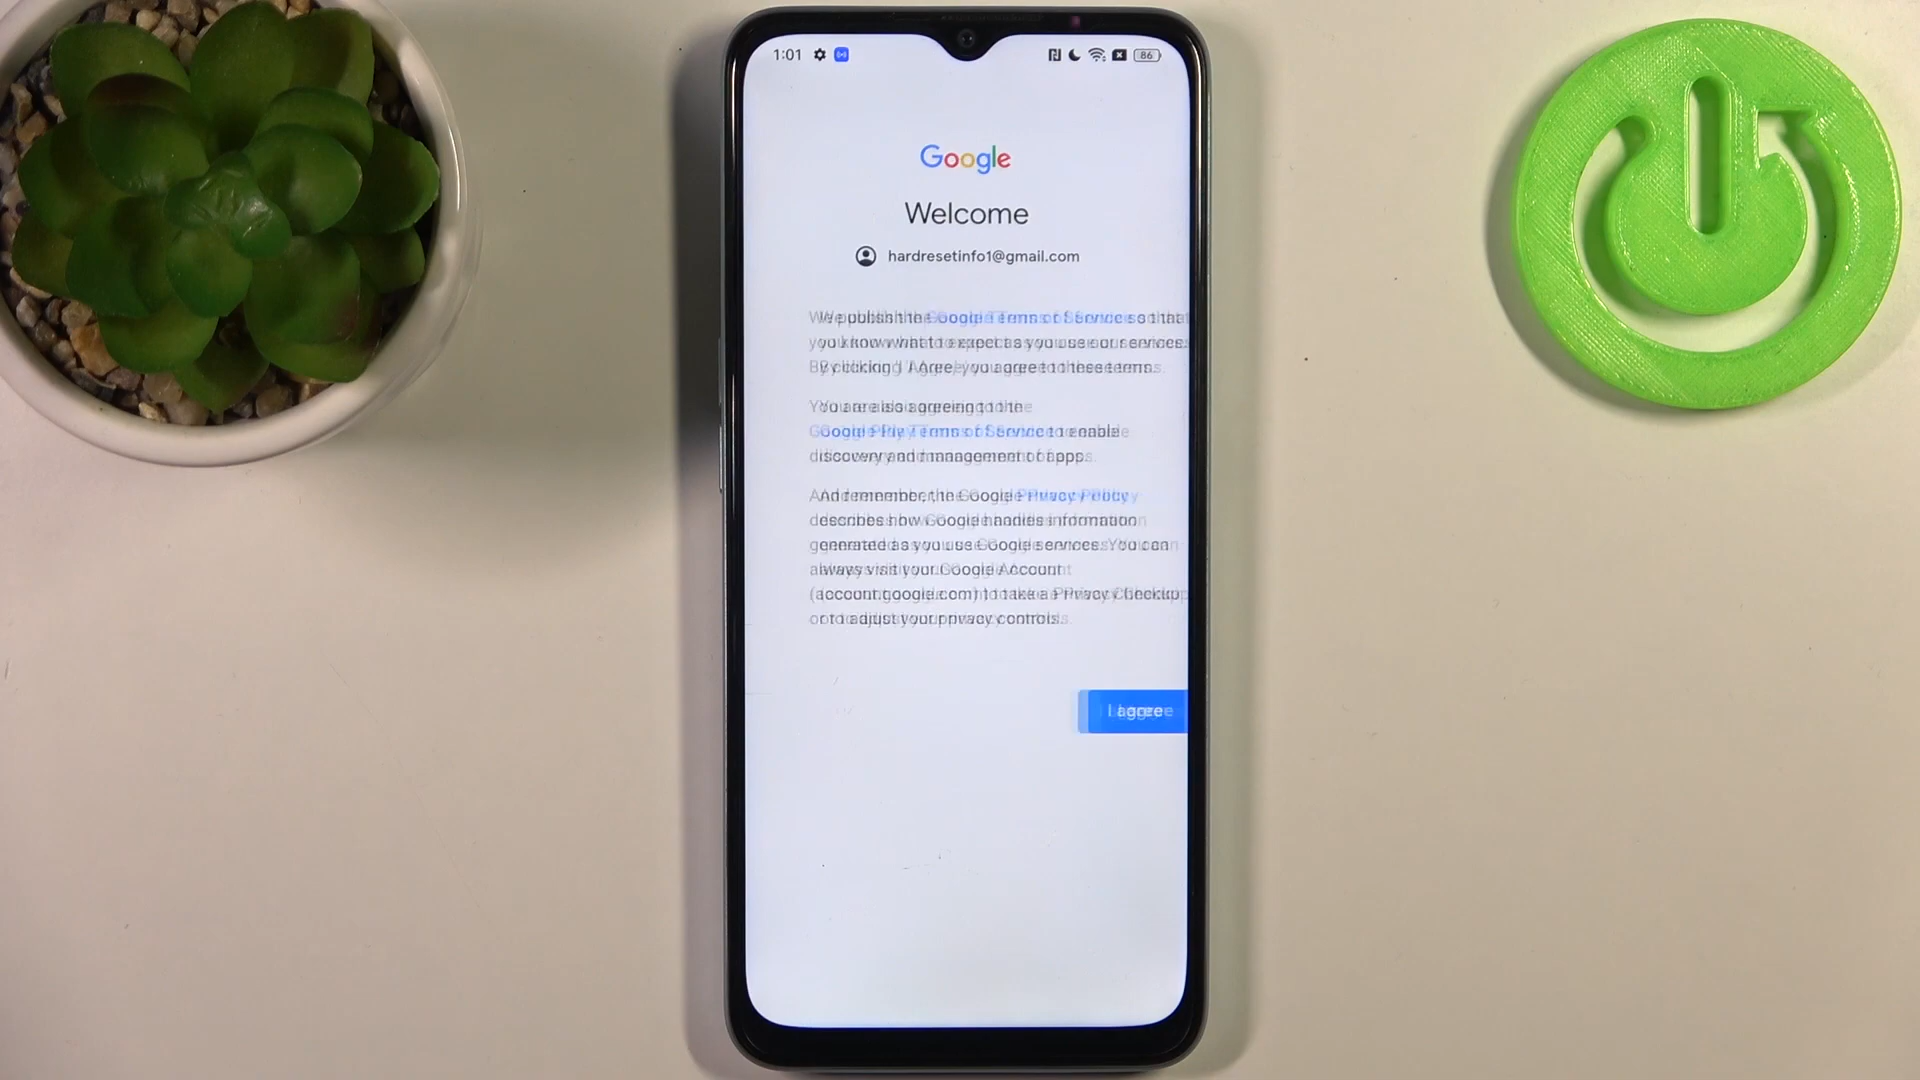 1:01 86
Google
Welcome
hardresetinfo1@gmail.com
We publish the Google Terms of Service so that
you know what to expect as you use our services.
By clicking 'I Agree,' you agree to these terms.
You are also agreeing to the
Google Play Terms of Service to enable
discovery and management of apps.
And remember, the Google Privacy Policy
describes how Google handles information
generated as you use Google services. You can
always visit your Google Account
(account.google.com) to take a Privacy Checkup
or to adjust your privacy controls.
I agree